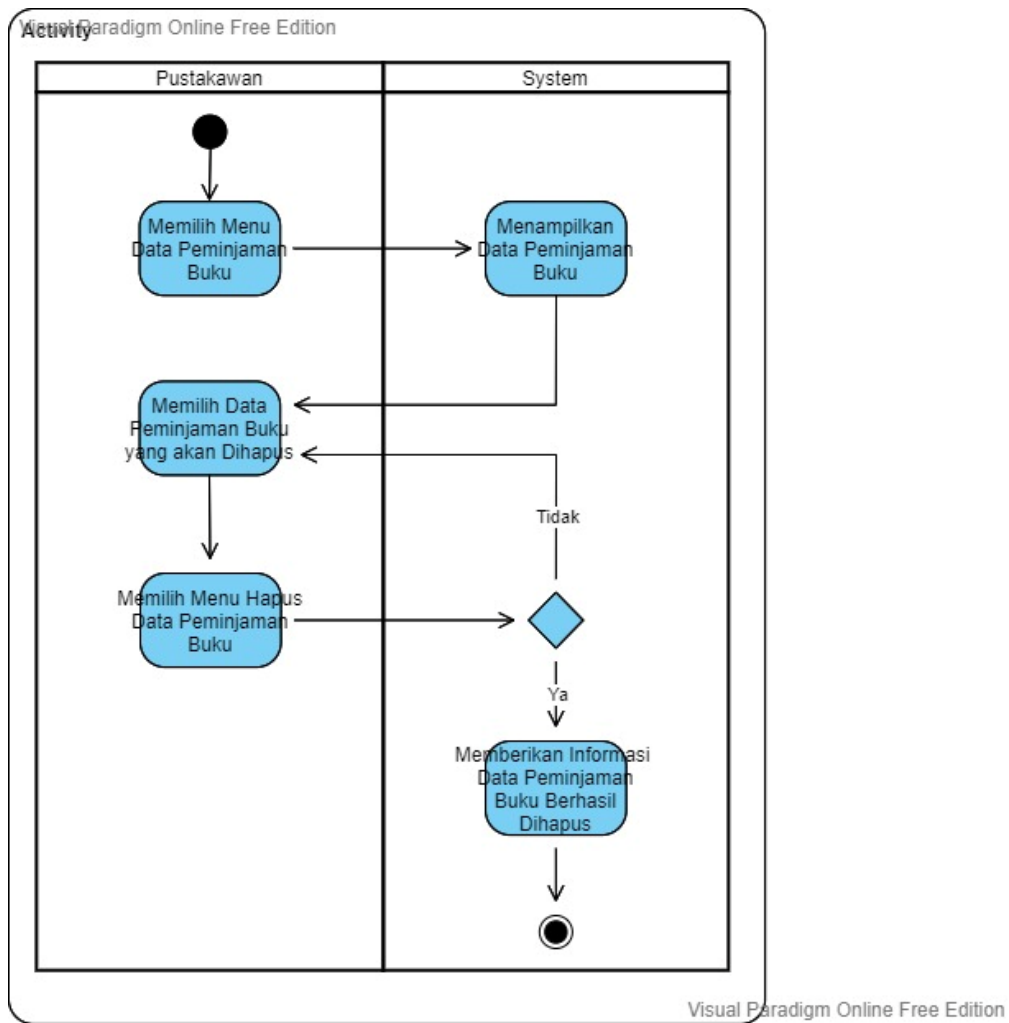 Visual Paradigm Online Free Edition
Activity
Pustakawan
System
Memilih Menu
Data Peminjaman
Buku
Menampilkan
Data Peminjaman
Buku
Memilih Data
Peminjaman Buku
yang akan Dihapus
Tidak
Memilih Menu Hapus
Data Peminjaman
Buku
Ya
Memberikan Informasi
Data Peminjaman
Buku Berhasil
Dihapus
Visual Paradigm Online Free Edition